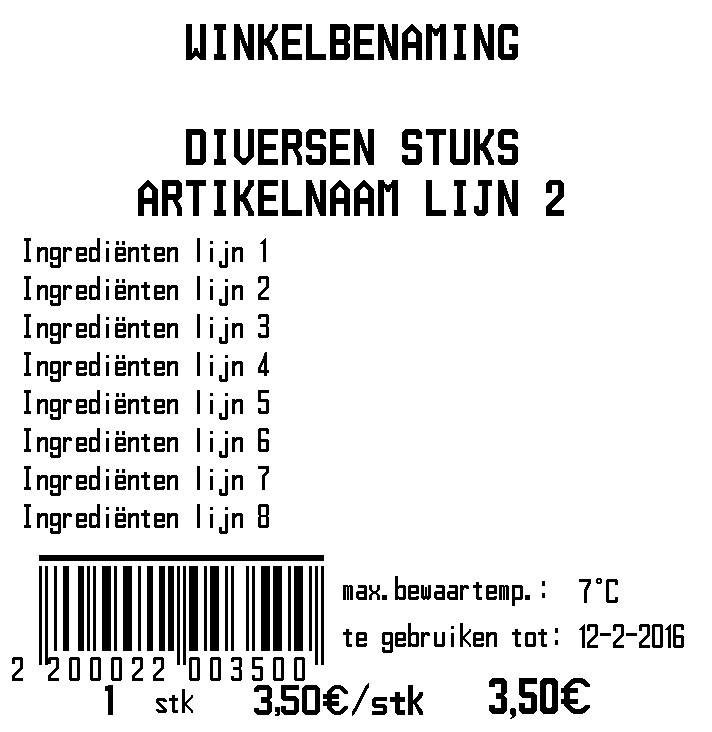 WINKELBENAMING
DIVERSEN STUKS
ARTIKELNAAM LIJN 2
Ingrediënten lijn 1
Ingrediënten lijn 2
Ingrediënten lijn 3
Ingrediënten lijn 4
Ingrediënten lijn 5
Ingrediënten lijn 6
Ingrediënten lijn 7
Ingrediënten lijn 8
max.bewaartemp.: 7°C
te gebruiken tot: 12-2-2016
2 200022 003500
1 stk 3,50€/stk 3,50€